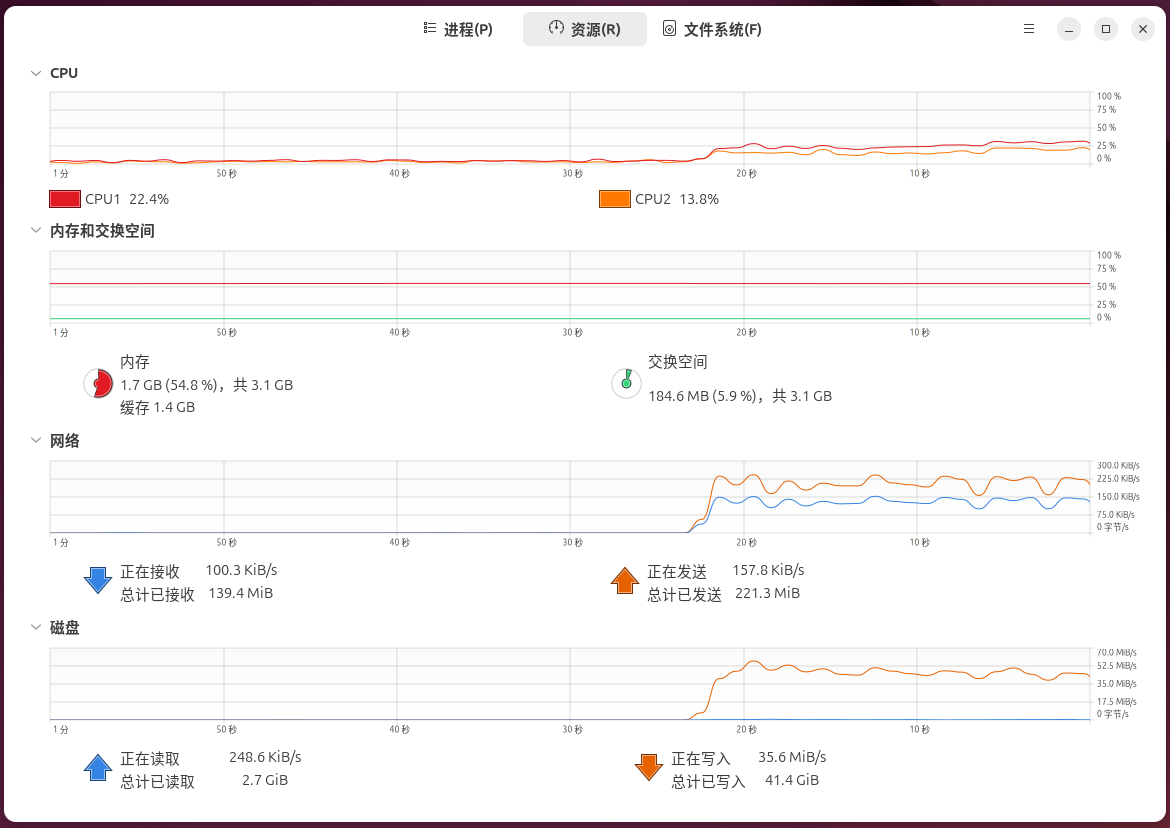 进程(P) 资源(R) 文件系统(F)
CPU
100 %
75 %
50 %
25 %
0 %
1 分 50 秒 40 秒 30 秒 20 秒 10 秒
CPU1 22.4% CPU2 13.8%
内存和交换空间
100 %
75 %
50 %
25 %
0 %
1 分 50 秒 40 秒 30 秒 20 秒 10 秒
内存
1.7 GB (54.8 %)，共 3.1 GB
缓存 1.4 GB
交换空间
184.6 MB (5.9 %)，共 3.1 GB
网络
300.0 KiB/s
225.0 KiB/s
150.0 KiB/s
75.0 KiB/s
0 字节/s
1 分 50 秒 40 秒 30 秒 20 秒 10 秒
正在接收 100.3 KiB/s
总计已接收 139.4 MiB
正在发送 157.8 KiB/s
总计已发送 221.3 MiB
磁盘
70.0 MiB/s
52.5 MiB/s
35.0 MiB/s
17.5 MiB/s
0 字节/s
1 分 50 秒 40 秒 30 秒 20 秒 10 秒
正在读取 248.6 KiB/s
总计已读取 2.7 GiB
正在写入 35.6 MiB/s
总计已写入 41.4 GiB